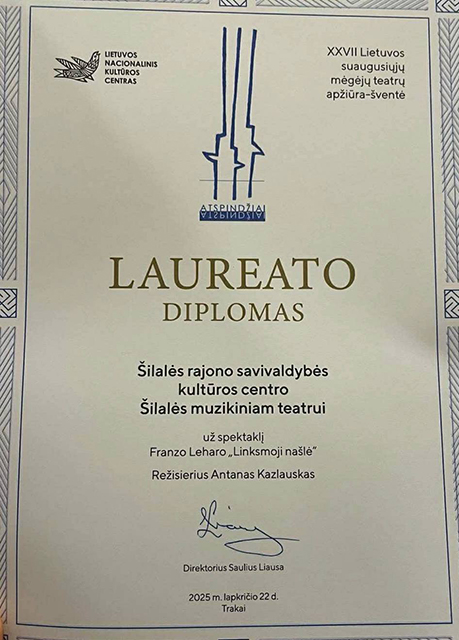 LIETUVOS
NACIONALINIS
KULTŪROS
CENTRAS
XXVII Lietuvos
suaugusiųjų
mėgėjų teatrų
apžiūra-šventė
ATSPINDŽIAI
ATSPINDŽIAI
LAUREATO
DIPLOMAS
Šilalės rajono savivaldybės
kultūros centro
Šilalės muzikiniam teatrui
už spektaklį
Franzo Leharo „Linksmoji našlė”
Režisierius Antanas Kazlauskas
Direktorius Saulius Liausa
2025 m. lapkričio 22 d.
Trakai